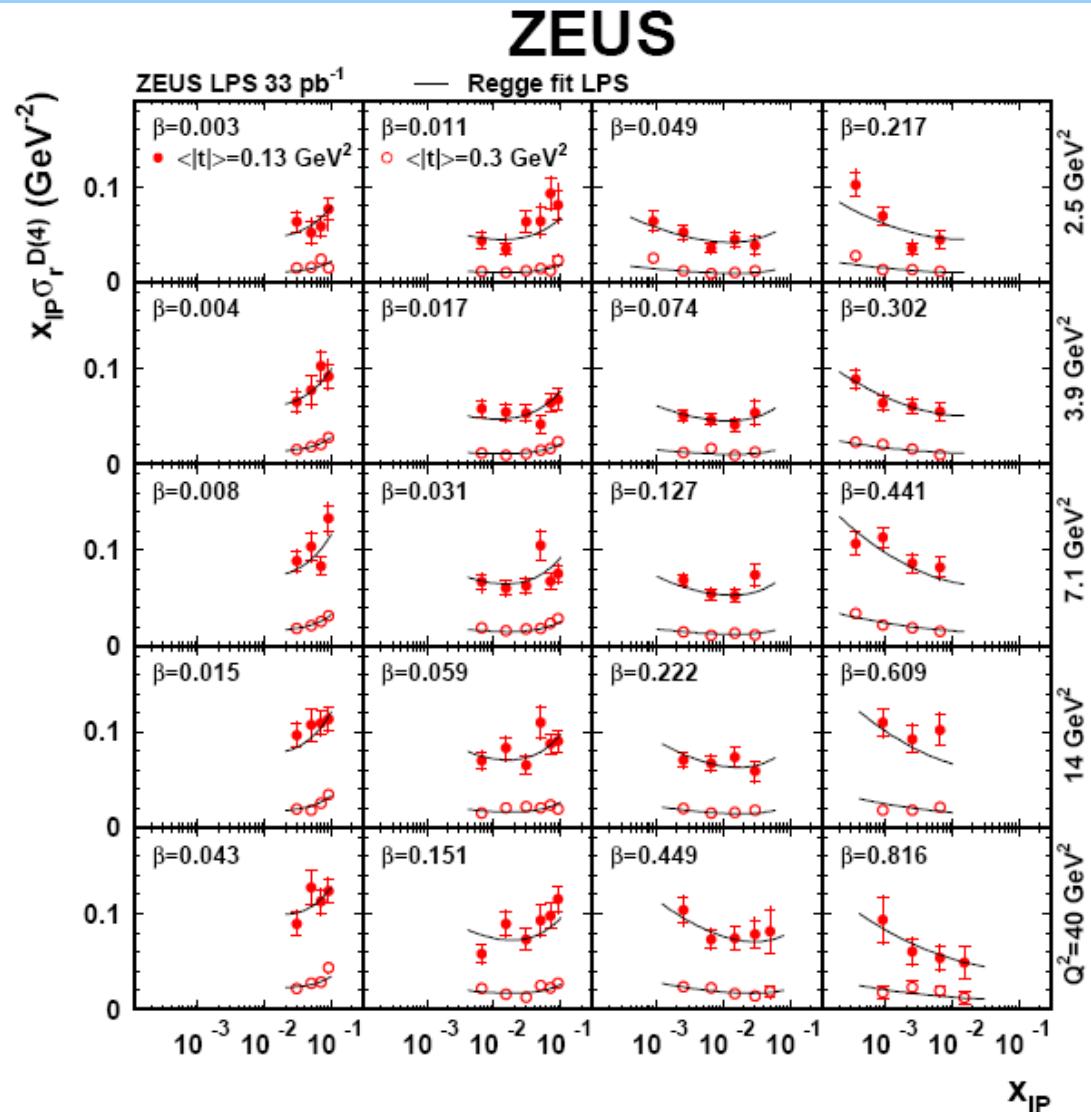 ZEUS
ZEUS LPS 33 pb⁻¹ — Regge fit LPS
x_IP σ_r^D(4) (GeV⁻²)
β=0.003 β=0.011 β=0.049 β=0.217
● <|t|>=0.13 GeV² ○ <|t|>=0.3 GeV²
0.1
0
2.5 GeV²
β=0.004 β=0.017 β=0.074 β=0.302
0.1
0
3.9 GeV²
β=0.008 β=0.031 β=0.127 β=0.441
0.1
0
7.1 GeV²
β=0.015 β=0.059 β=0.222 β=0.609
0.1
0
14 GeV²
β=0.043 β=0.151 β=0.449 β=0.816
0.1
0
Q²=40 GeV²
10⁻³ 10⁻² 10⁻¹ 10⁻³ 10⁻² 10⁻¹ 10⁻³ 10⁻² 10⁻¹ 10⁻³ 10⁻² 10⁻¹
x_IP